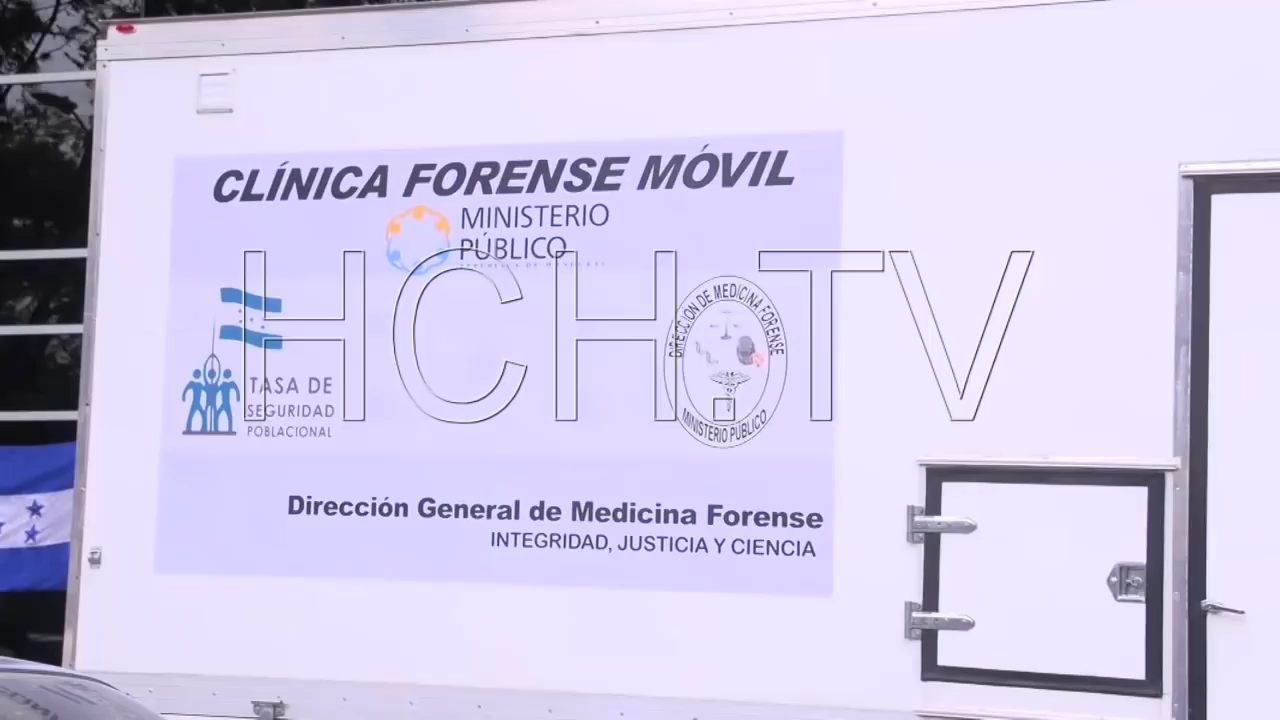 CLÍNICA FORENSE MÓVIL
MINISTERIO
PÚBLICO
HCH.TV
DIRECCIÓN DE MEDICINA FORENSE
MINISTERIO PÚBLICO
TASA DE
SEGURIDAD
POBLACIONAL
Dirección General de Medicina Forense
INTEGRIDAD, JUSTICIA Y CIENCIA